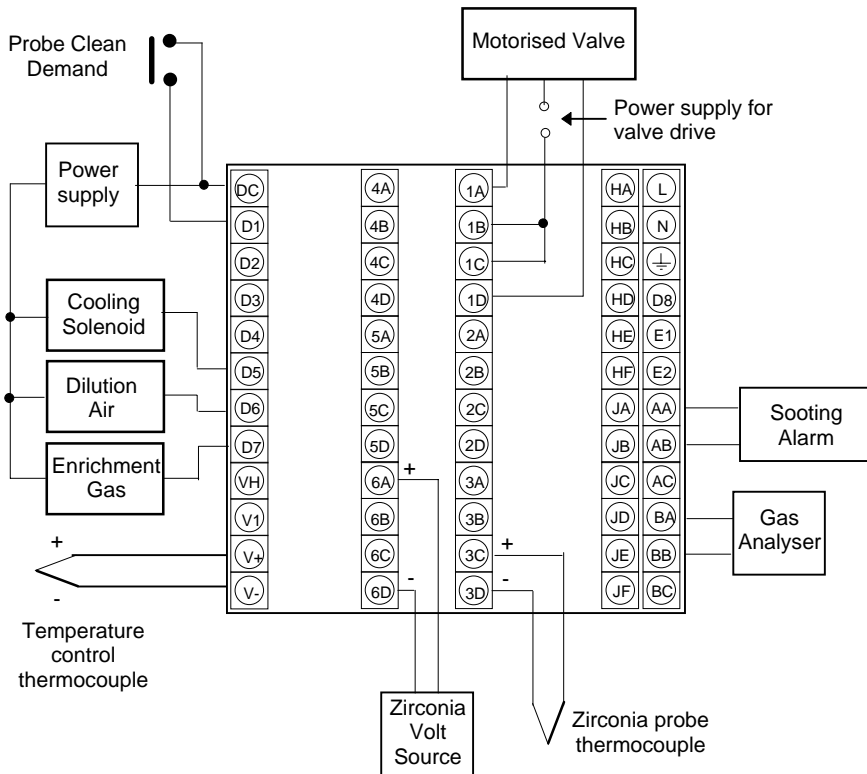 Probe Clean
Demand
Motorised Valve
Power supply for
valve drive
Power
supply
Cooling
Solenoid
Dilution
Air
Enrichment
Gas
+
-
Temperature
control
thermocouple
DC
D1
D2
D3
D4
D5
D6
D7
VH
V1
V+
V-
4A
4B
4C
4D
5A
5B
5C
5D
6A
6B
6C
6D
+
-
1A
1B
1C
1D
2A
2B
2C
2D
3A
3B
3C
3D
+
-
HA
HB
HC
HD
HE
HF
JA
JB
JC
JD
JE
JF
L
N
D8
E1
E2
AA
AB
AC
BA
BB
BC
Sooting
Alarm
Gas
Analyser
Zirconia
Volt
Source
Zirconia probe
thermocouple